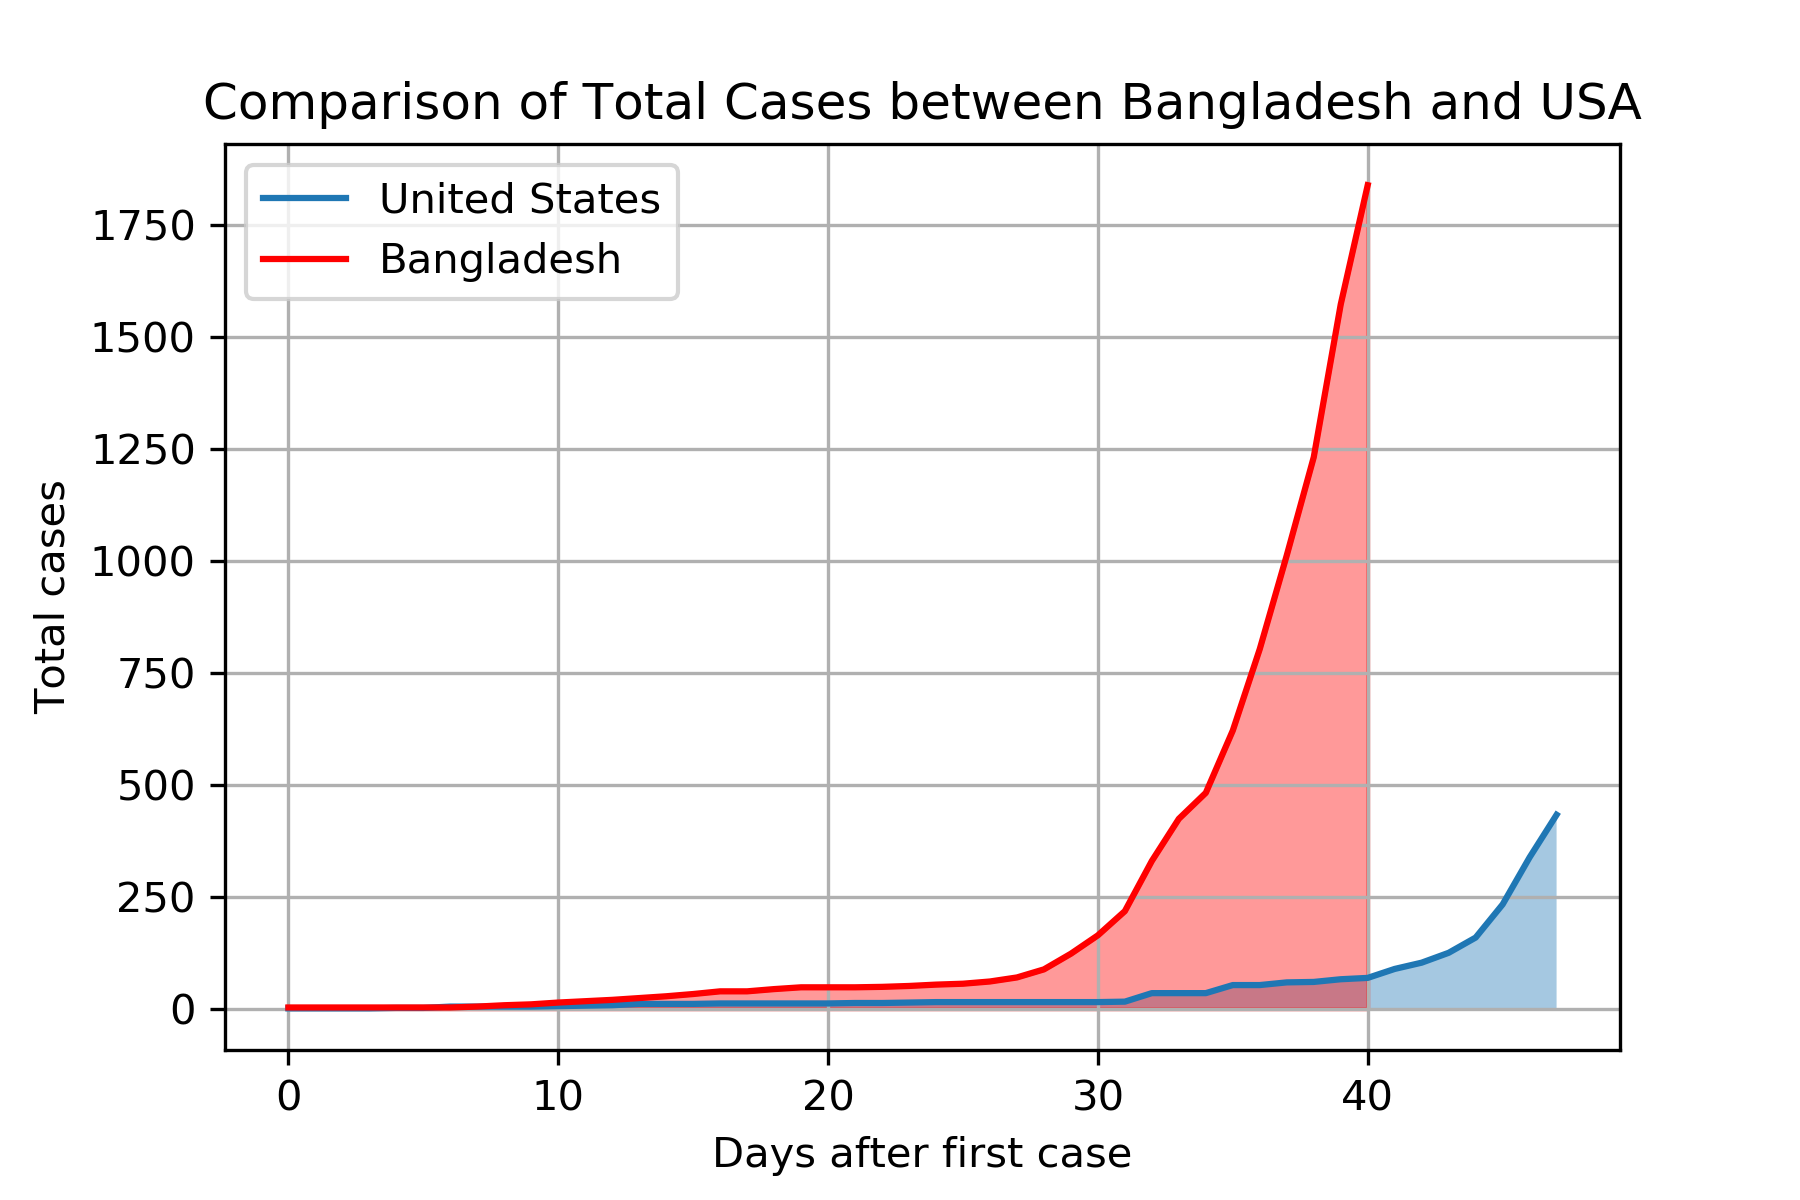 Comparison of Total Cases between Bangladesh and USA
United States
Bangladesh
1750
1500
1250
1000
750
500
250
0
Total cases
0 10 20 30 40
Days after first case